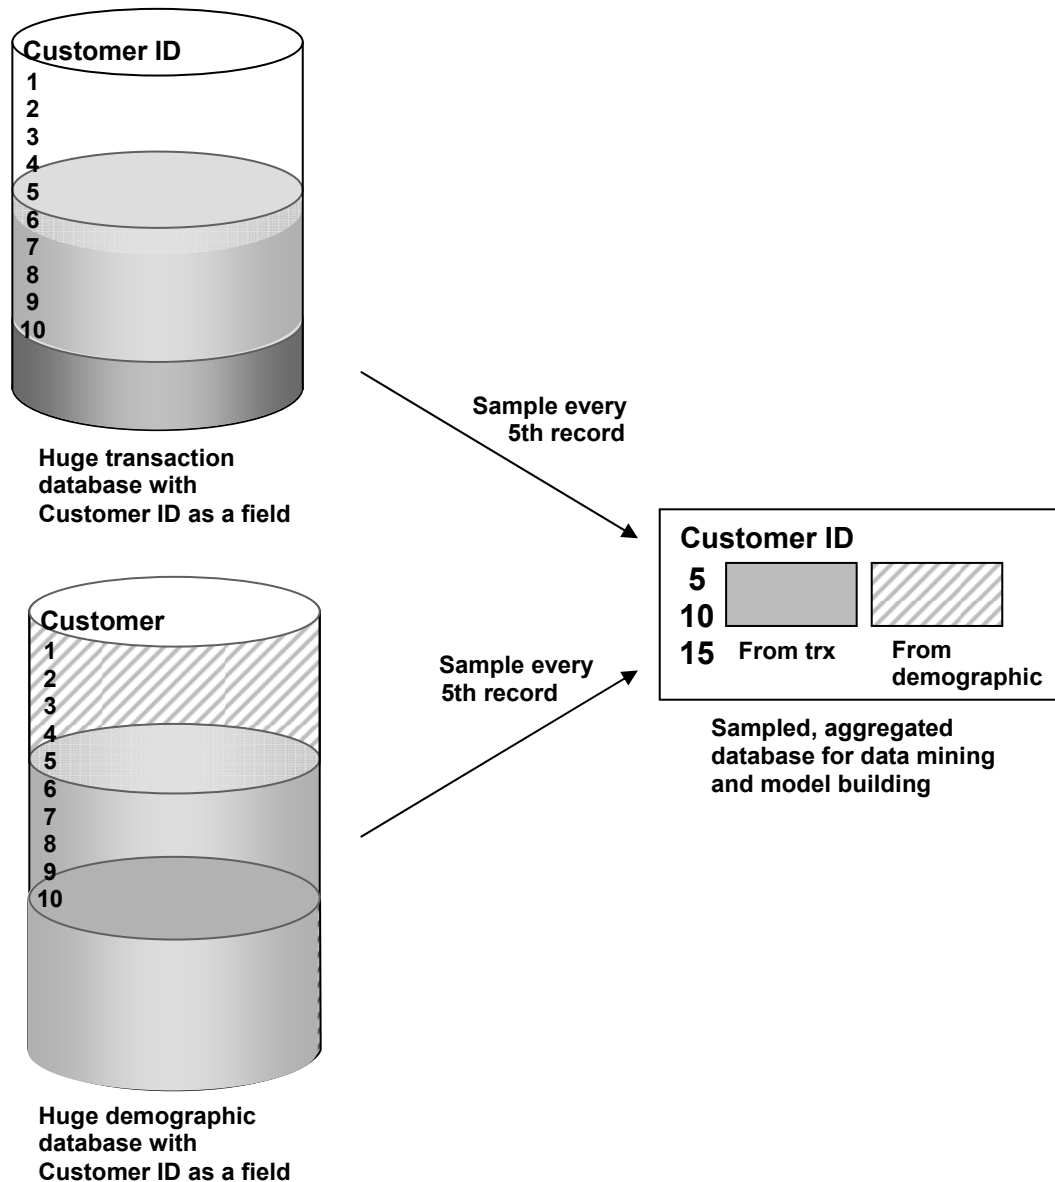 Customer ID
1
2
3
4
5
6
7
8
9
10
Huge transaction
database with
Customer ID as a field
Sample every
5th record
Customer
1
2
3
4
5
6
7
8
9
10
Huge demographic
database with
Customer ID as a field
Sample every
5th record
Customer ID
5
10
15
From trx
From
demographic
Sampled, aggregated
database for data mining
and model building